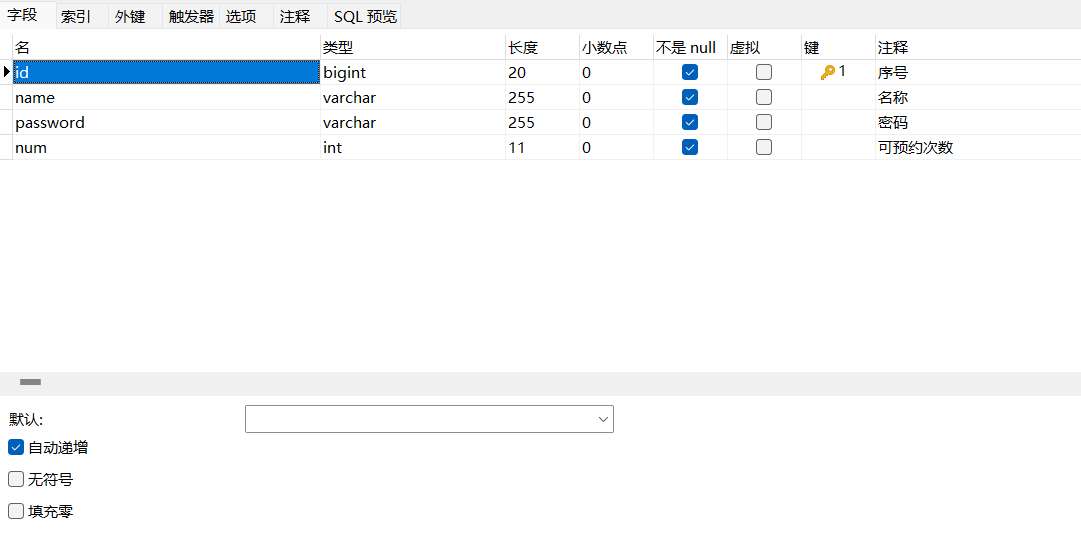 字段 索引 外键 触发器 选项 注释 SQL 预览
名 类型 长度 小数点 不是 null 虚拟 键 注释
id bigint 20 0 1 序号
name varchar 255 0 名称
password varchar 255 0 密码
num int 11 0 可预约次数
默认:
自动递增
无符号
填充零